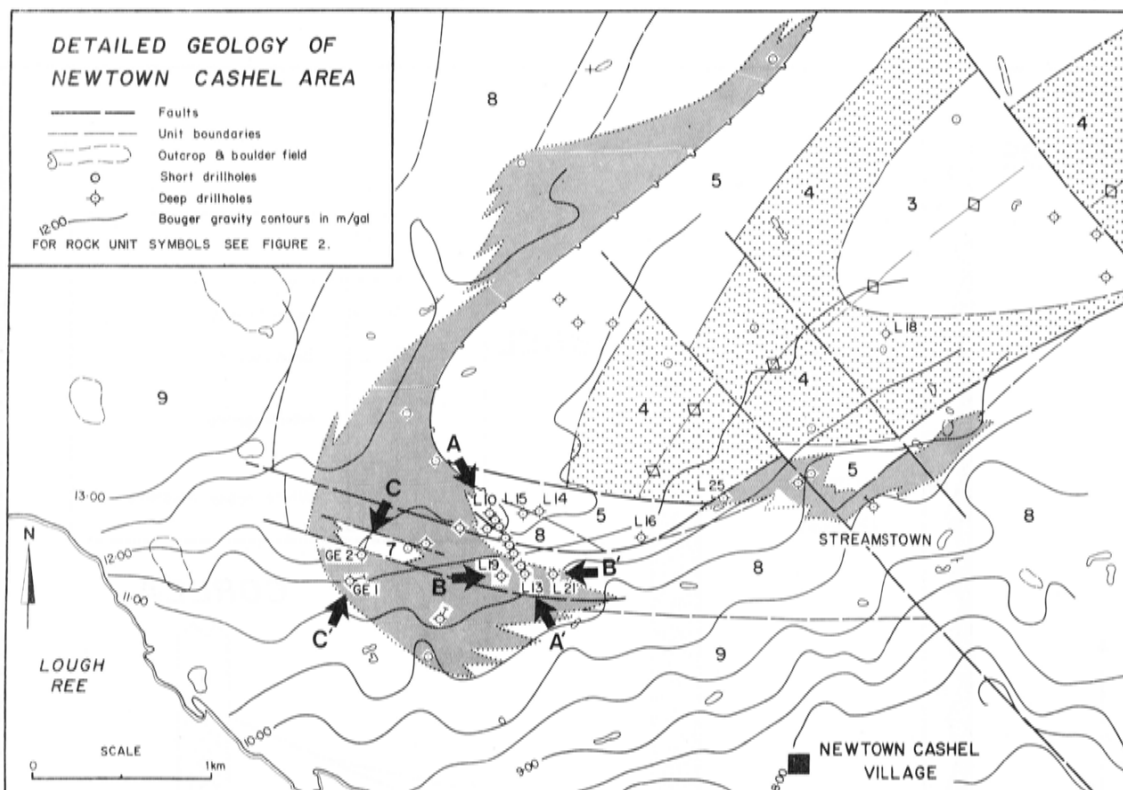 DETAILED GEOLOGY OF
NEWTOWN CASHEL AREA
Faults
Unit boundaries
Outcrop & boulder field
Short drillholes
Deep drillholes
12·00 Bouger gravity contours in m/gal
FOR ROCK UNIT SYMBOLS SEE FIGURE 2.
8
4
3
4
5
L18
4
9
4
A
L25
5
13·00
L10
L15
L14
C
5
8
L16
8
N
7
STREAMSTOWN
12·00
GE 2
L19
B
B'
8
GE 1
L13
L21
11·00
C'
A'
9
LOUGH
REE
10·00
SCALE
0
1km
9·00
8·00
NEWTOWN CASHEL
VILLAGE